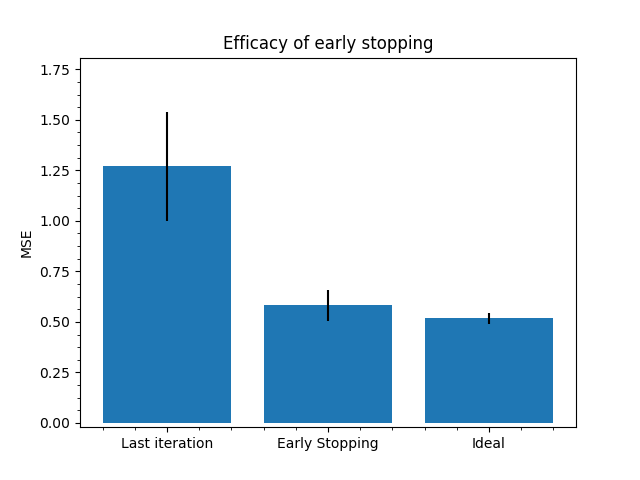 Efficacy of early stopping
MSE
1.75
1.50
1.25
1.00
0.75
0.50
0.25
0.00
Last iteration
Early Stopping
Ideal